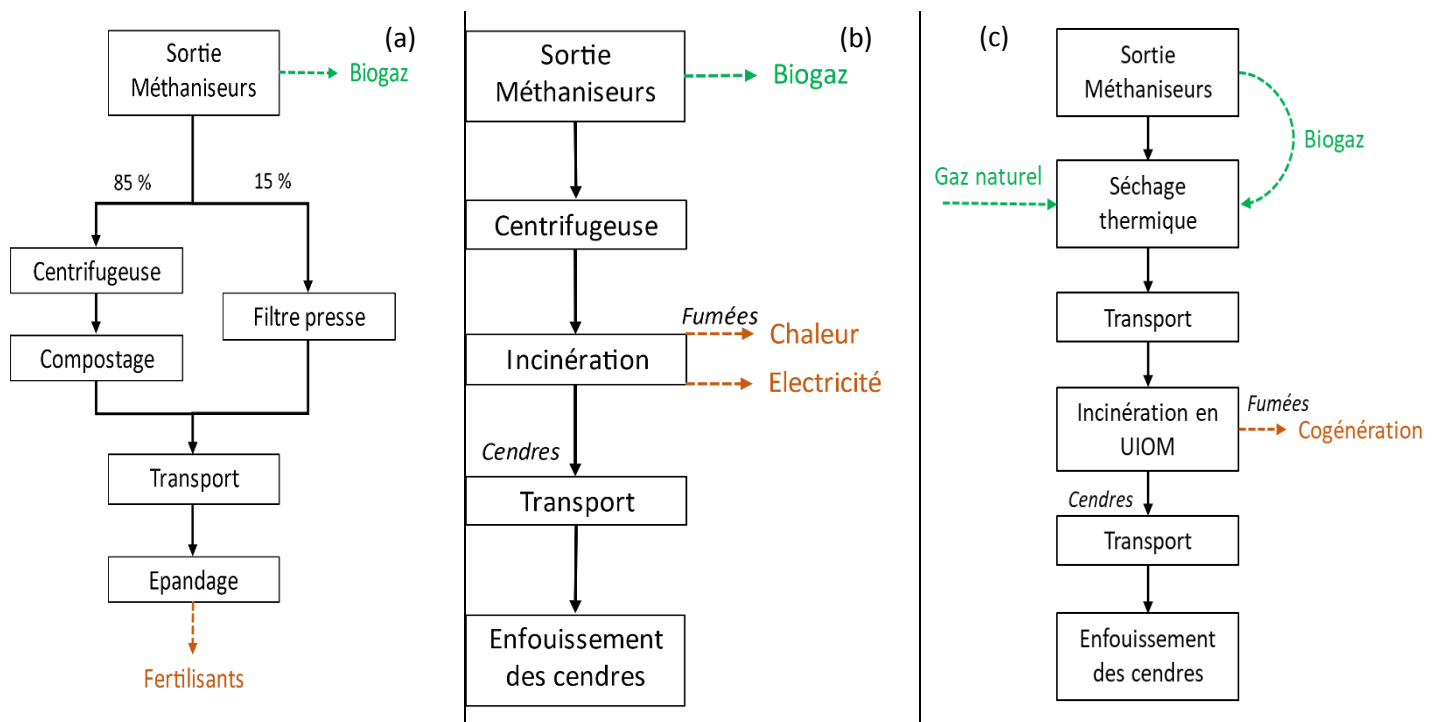 (a)
Sortie
Méthaniseurs
Biogaz
85 %
15 %
Centrifugeuse
Filtre presse
Compostage
Transport
Epandage
Fertilisants
(b)
Sortie
Méthaniseurs
Biogaz
Centrifugeuse
Fumées
Chaleur
Incinération
Electricité
Cendres
Transport
Enfouissement
des cendres
(c)
Sortie
Méthaniseurs
Biogaz
Gaz naturel
Séchage
thermique
Transport
Incinération en
UIOM
Fumées
Cogénération
Cendres
Transport
Enfouissement
des cendres